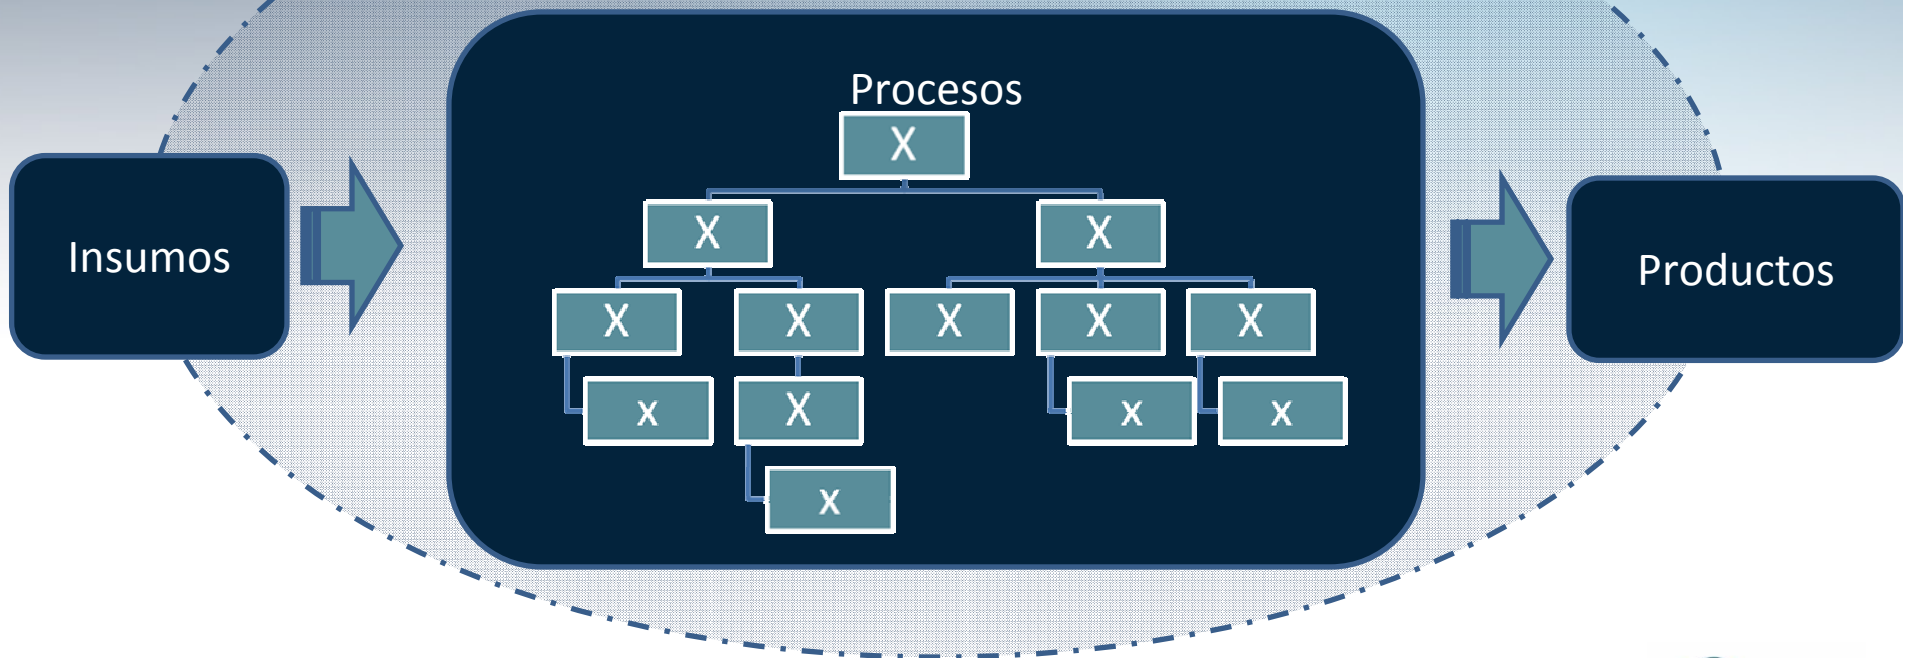 Procesos
X
X X
Insumos
Productos
X X X X X
x X x x
x